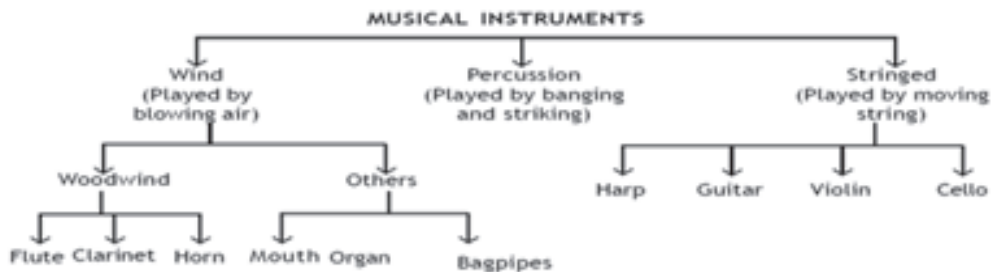 MUSICAL INSTRUMENTS
Wind
(Played by
blowing air)
Percussion
(Played by banging
and striking)
Stringed
(Played by moving
string)
Woodwind
Others
Harp
Guitar
Violin
Cello
Flute
Clarinet
Horn
Mouth Organ
Bagpipes